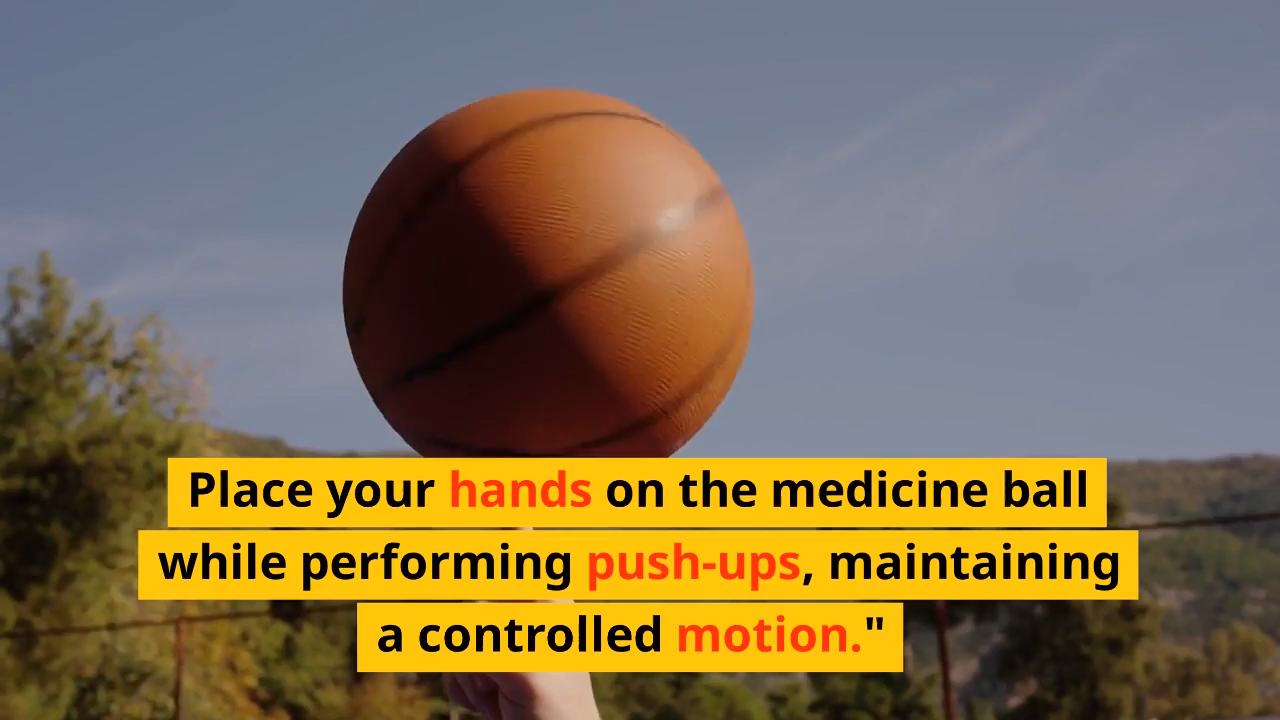 Place your hands on the medicine ball
while performing push-ups, maintaining
a controlled motion."